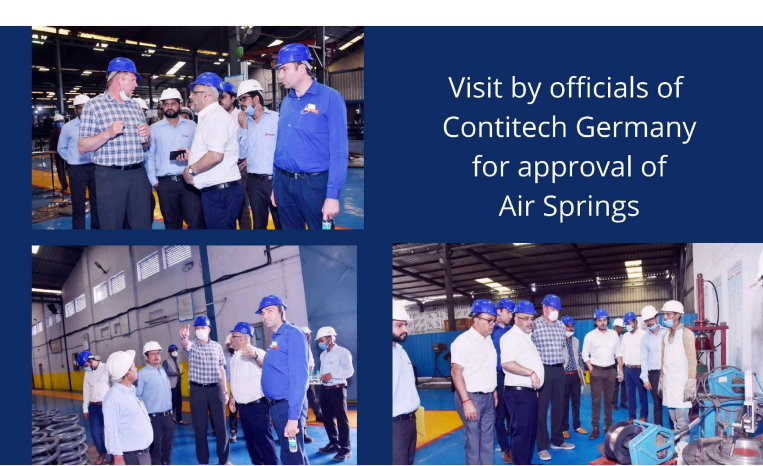 Visit by officials of
Contitech Germany
for approval of
Air Springs